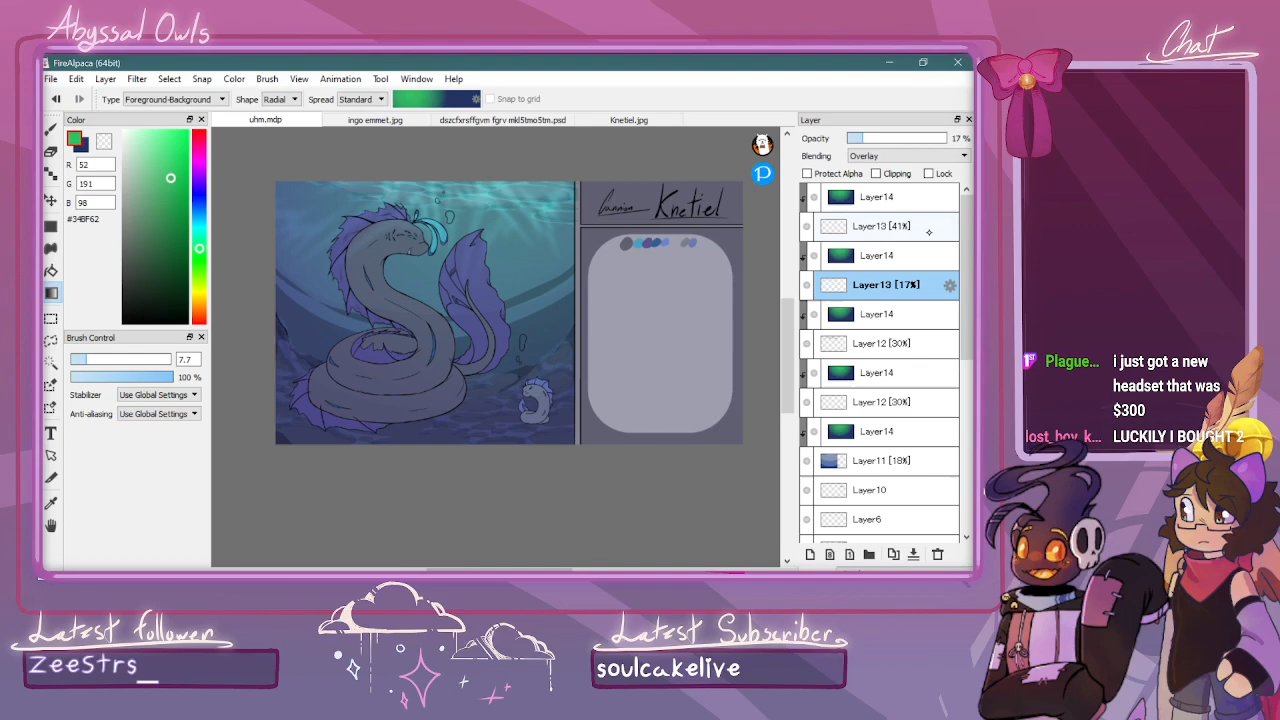 Abyssal Owls
Chat
FireAlpaca (64bit)
File Edit Layer Filter Select Snap Color Brush View Animation Tool Window Help
Type Foreground-Background Shape Radial Spread Standard Snap to grid
Color
uhm.mdp ingo emmet.jpg dszcfxrsffgvm fgrv mkl5tmo5tm.psd Knetiel.jpg
Layer
R 52
G 191
B 98
#34BF62
Opacity 17 %
Blending Overlay
Protect Alpha Clipping Lock
Layer14
Layer13 [41%]
Layer14
Layer13 [17%]
Layer14
Layer12 [30%]
Layer14
Layer12 [30%]
Layer14
Layer11 [18%]
Layer10
Layer6
Knetiel
Brush Control
7.7
100 %
Stabilizer Use Global Settings
Anti-aliasing Use Global Settings
1st Plague... i just got a new
headset that was
$300
lost_boy_k... LUCKILY I BOUGHT 2
Latest follower
zeeStrs_
Latest Subscriber
soulcakelive